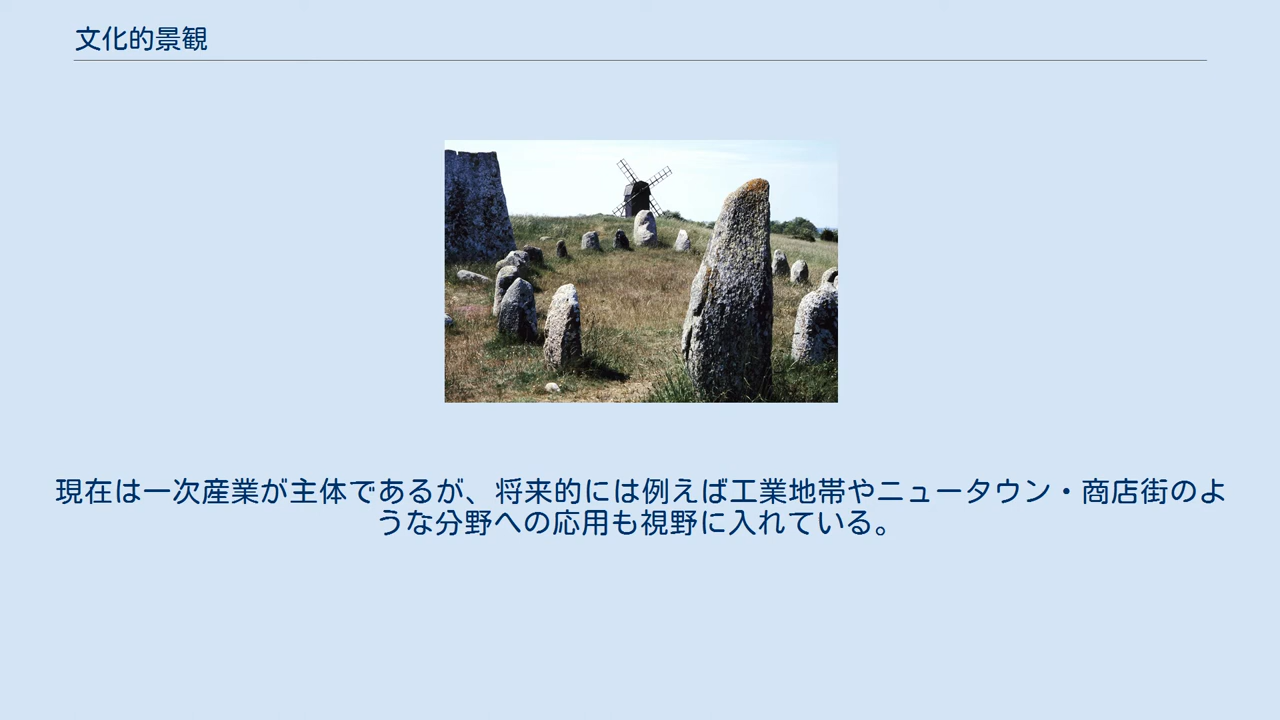 文化的景観
現在は一次産業が主体であるが、将来的には例えば工業地帯やニュータウン・商店街のよ
うな分野への応用も視野に入れている。